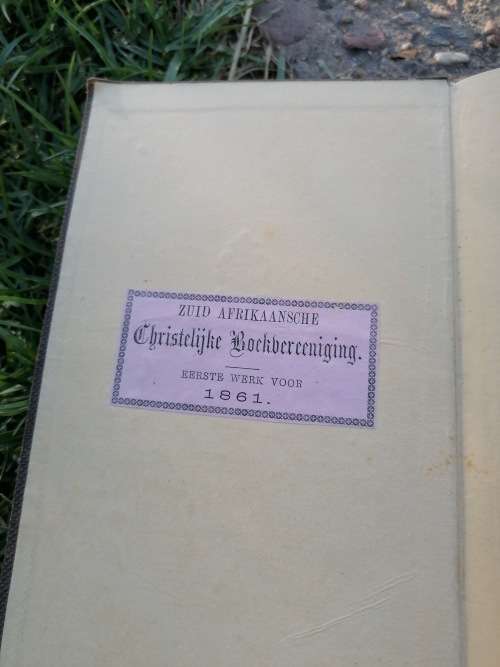 ZUID AFRIKAANSCHE
Christelijke Boekvereeniging.
EERSTE WERK VOOR
1861.